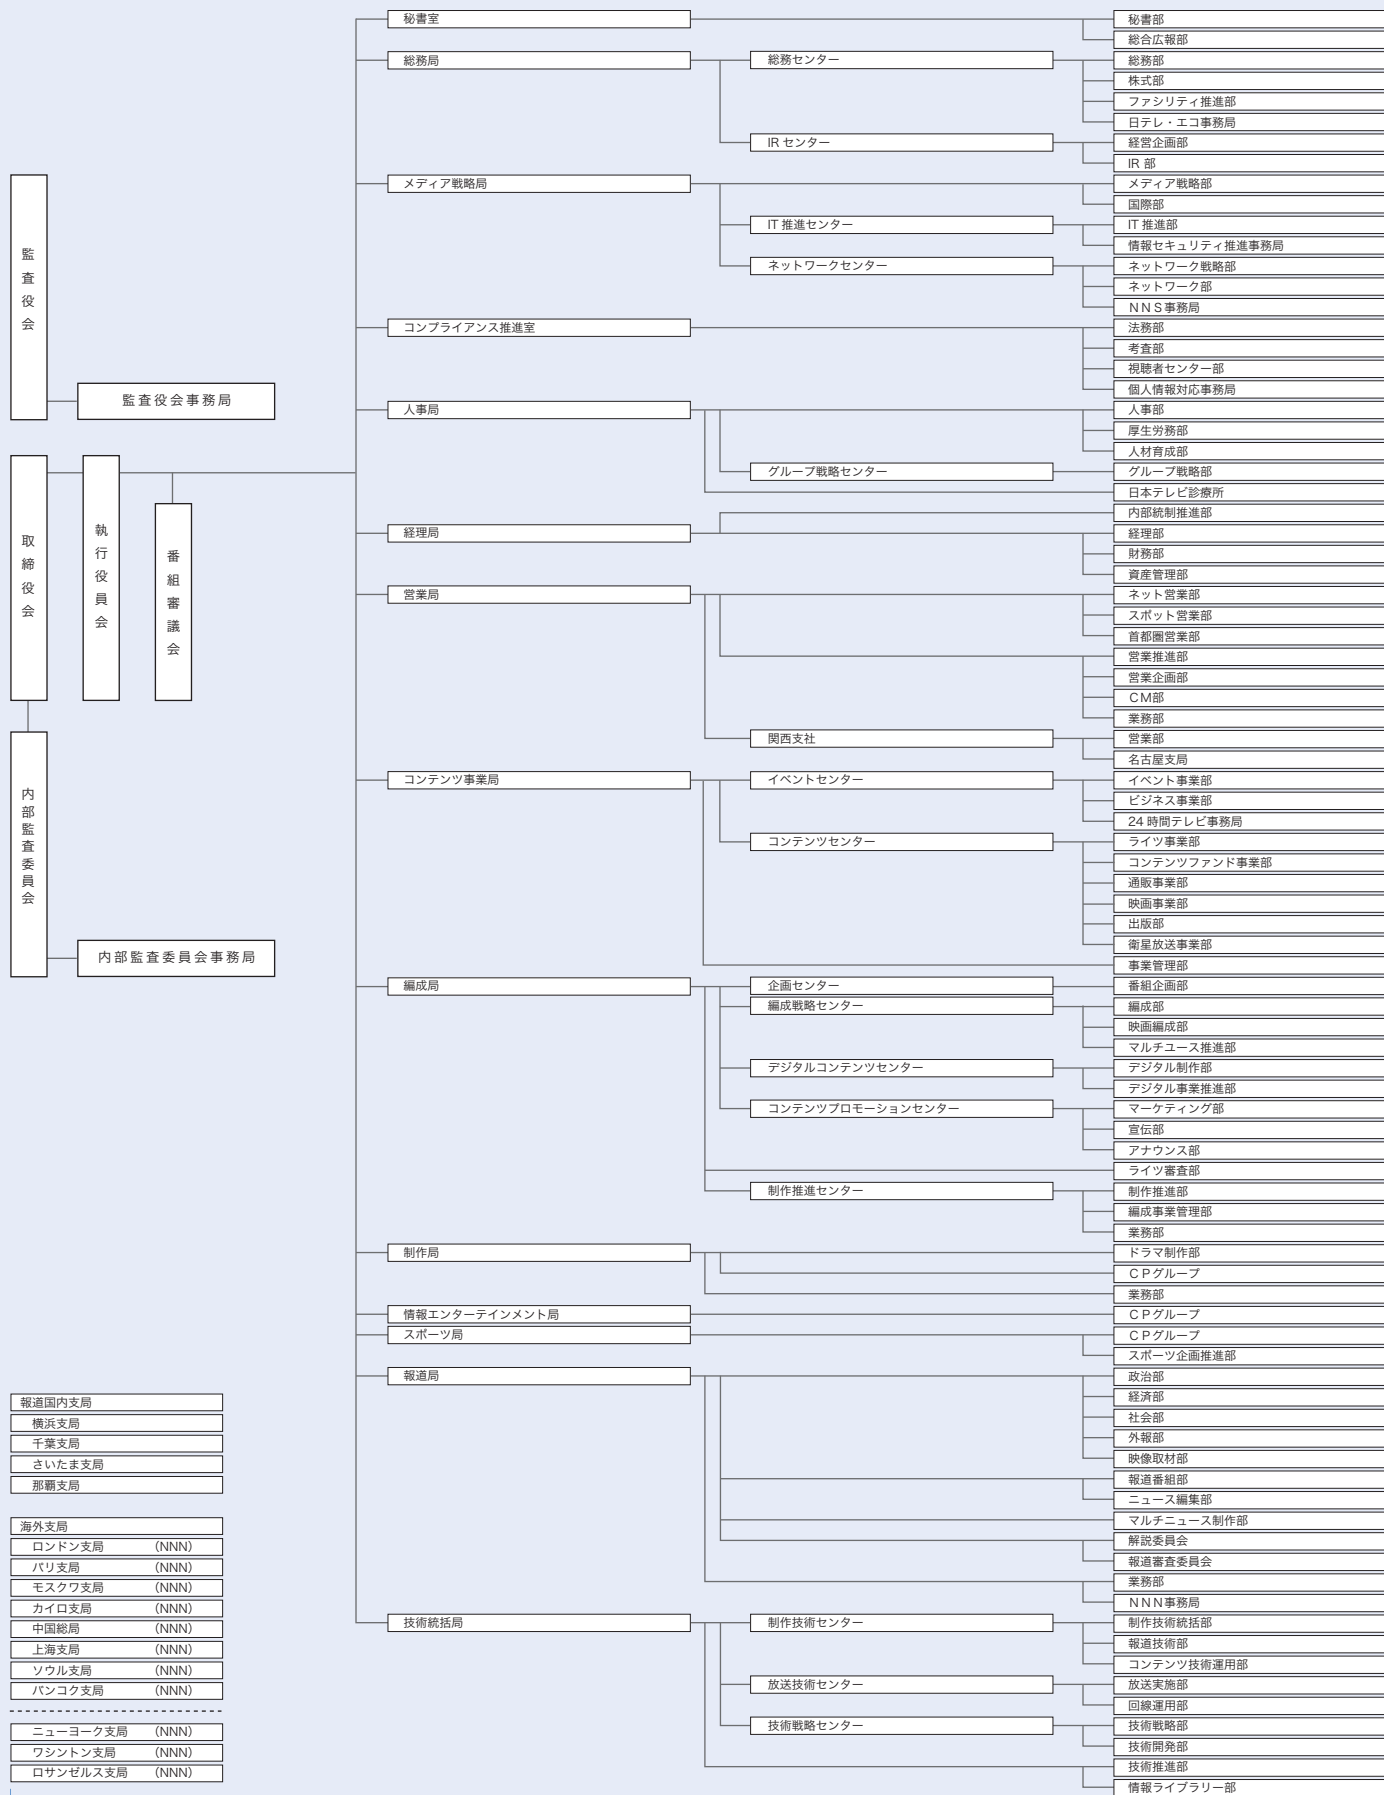 監査役会
監査役会事務局
取締役会
執行役員会
番組審議会
内部監査委員会
内部監査委員会事務局
報道国内支局
横浜支局
千葉支局
さいたま支局
那覇支局
海外支局
ロンドン支局 (NNN)
パリ支局 (NNN)
モスクワ支局 (NNN)
カイロ支局 (NNN)
中国総局 (NNN)
上海支局 (NNN)
ソウル支局 (NNN)
バンコク支局 (NNN)
ニューヨーク支局 (NNN)
ワシントン支局 (NNN)
ロサンゼルス支局 (NNN)
秘書室
秘書部
総合広報部
総務局
総務センター
総務部
株式部
ファシリティ推進部
日テレ・エコ事務局
IR センター
経営企画部
IR 部
メディア戦略局
メディア戦略部
国際部
IT 推進センター
IT 推進部
情報セキュリティ推進事務局
ネットワークセンター
ネットワーク戦略部
ネットワーク部
NNS事務局
コンプライアンス推進室
法務部
考査部
視聴者センター部
個人情報対応事務局
人事局
人事部
厚生労務部
人材育成部
グループ戦略センター
グループ戦略部
日本テレビ診療所
経理局
内部統制推進部
経理部
財務部
資産管理部
営業局
ネット営業部
スポット営業部
首都圏営業部
営業推進部
営業企画部
CM部
業務部
関西支社
営業部
名古屋支局
コンテンツ事業局
イベントセンター
イベント事業部
ビジネス事業部
24 時間テレビ事務局
コンテンツセンター
ライツ事業部
コンテンツファンド事業部
通販事業部
映画事業部
出版部
衛星放送事業部
事業管理部
編成局
企画センター
番組企画部
編成戦略センター
編成部
映画編成部
マルチユース推進部
デジタルコンテンツセンター
デジタル制作部
デジタル事業推進部
コンテンツプロモーションセンター
マーケティング部
宣伝部
アナウンス部
ライツ審査部
制作推進センター
制作推進部
編成事業管理部
業務部
制作局
ドラマ制作部
CPグループ
業務部
情報エンターテインメント局
CPグループ
スポーツ局
CPグループ
スポーツ企画推進部
報道局
政治部
経済部
社会部
外報部
映像取材部
報道番組部
ニュース編集部
マルチニュース制作部
解説委員会
報道審査委員会
業務部
NNN事務局
技術統括局
制作技術センター
制作技術統括部
報道技術部
コンテンツ技術運用部
放送技術センター
放送実施部
回線運用部
技術戦略センター
技術戦略部
技術開発部
技術推進部
情報ライブラリー部